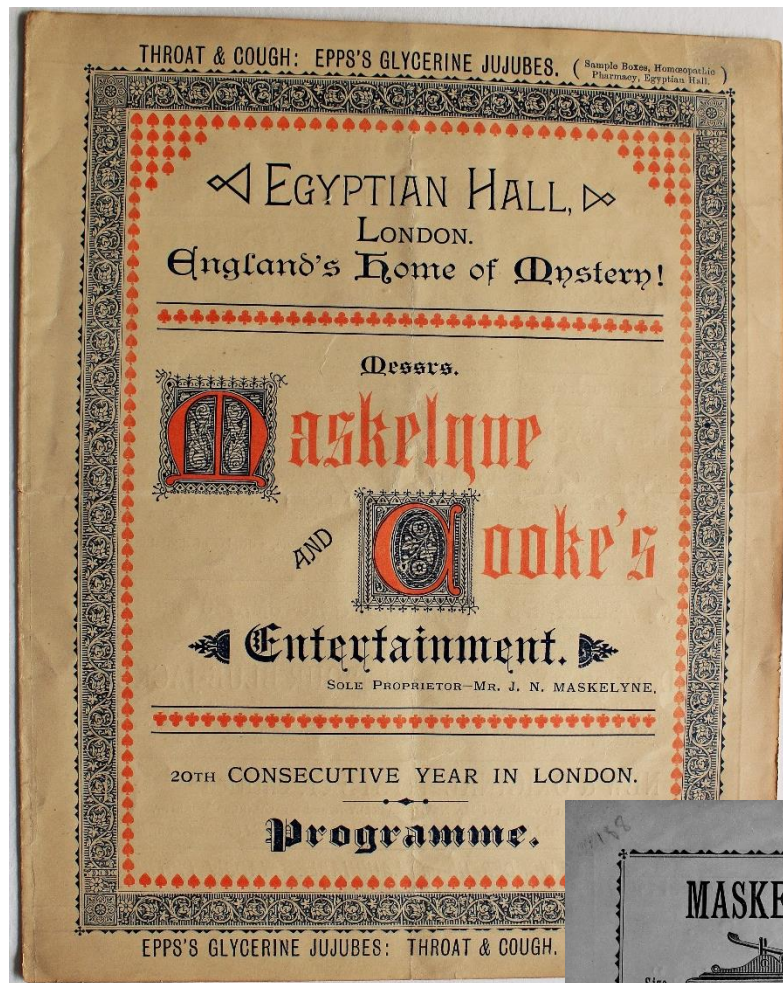 THROAT & COUGH: EPPS'S GLYCERINE JUJUBES. (Sample Boxes, Homœopathic
Pharmacy, Egyptian Hall.)
EGYPTIAN HALL,
LONDON.
England's Home of Mystery!
Messrs.
Maskelyne
AND Cooke's
Entertainment.
SOLE PROPRIETOR—MR. J. N. MASKELYNE,
20TH CONSECUTIVE YEAR IN LONDON.
Programme.
EPPS'S GLYCERINE JUJUBES: THROAT & COUGH.
MASKE
Size